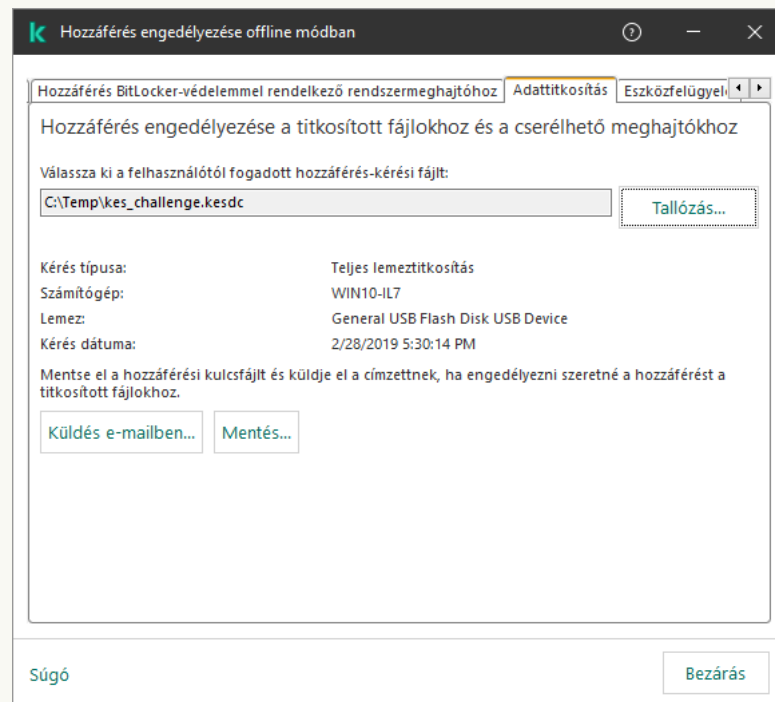 Hozzáférés engedélyezése offline módban
Hozzáférés BitLocker-védelemmel rendelkező rendszermeghajtóhoz Adattitkosítás Eszközfelügyele
Hozzáférés engedélyezése a titkosított fájlokhoz és a cserélhető meghajtókhoz
Válassza ki a felhasználótól fogadott hozzáférés-kérési fájlt:
C:\Temp\kes_challenge.kesdc Tallózás...
Kérés típusa: Teljes lemeztitkosítás
Számítógép: WIN10-IL7
Lemez: General USB Flash Disk USB Device
Kérés dátuma: 2/28/2019 5:30:14 PM
Mentse el a hozzáférési kulcsfájlt és küldje el a címzettnek, ha engedélyezni szeretné a hozzáférést a
titkosított fájlokhoz.
Küldés e-mailben... Mentés...
Súgó Bezárás